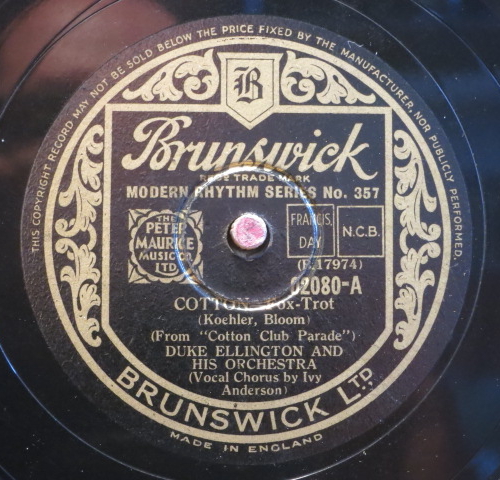 THIS COPYRIGHT RECORD MAY NOT BE SOLD BELOW THE PRICE FIXED BY THE MANUFACTURER, NOR PUBLICLY PERFORMED.
B
Brunswick
REGD TRADE MARK
MODERN RHYTHM SERIES No. 357
THE
PETER
MAURICE
MUSIC CO
LTD
FRANCIS,
DAY
N.C.B.
(B.17974)
02080-A
COTTON—Fox-Trot
(Koehler, Bloom)
(From "Cotton Club Parade")
DUKE ELLINGTON AND
HIS ORCHESTRA
(Vocal Chorus by Ivy
Anderson)
BRUNSWICK LTD.
MADE IN ENGLAND